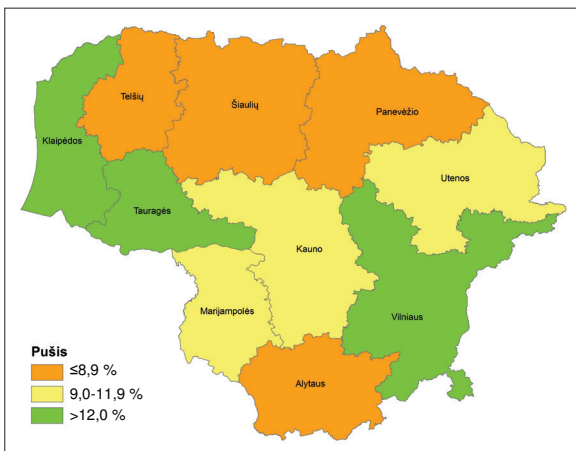 Telšių
Šiaulių
Panevėžio
Klaipėdos
Utenos
Tauragės
Kauno
Marijampolės
Vilniaus
Alytaus
Pušis
≤8,9 %
9,0-11,9 %
>12,0 %